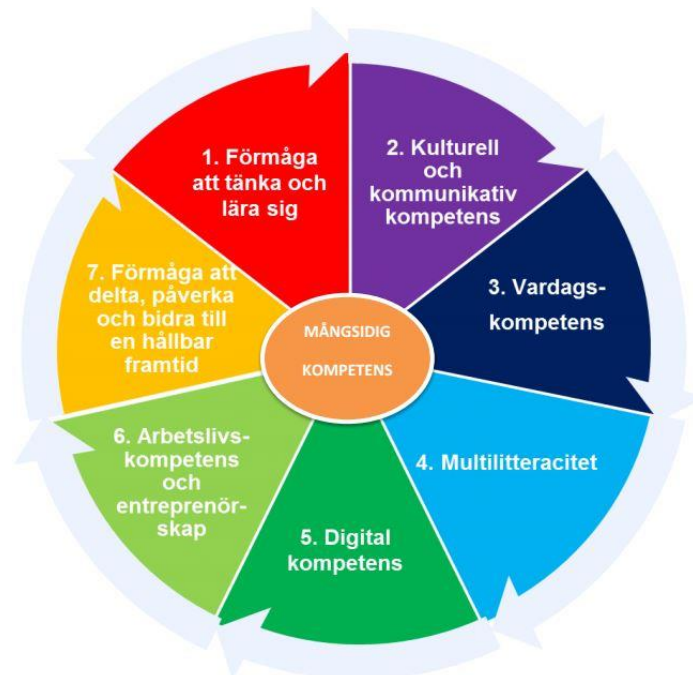 1. Förmåga
att tänka och
lära sig
2. Kulturell
och
kommunikativ
kompetens
3. Vardags-
kompetens
4. Multilitteracitet
5. Digital
kompetens
6. Arbetslivs-
kompetens
och
entreprenör-
skap
7. Förmåga att
delta, påverka
och bidra till
en hållbar
framtid
MÅNGSIDIG
KOMPETENS